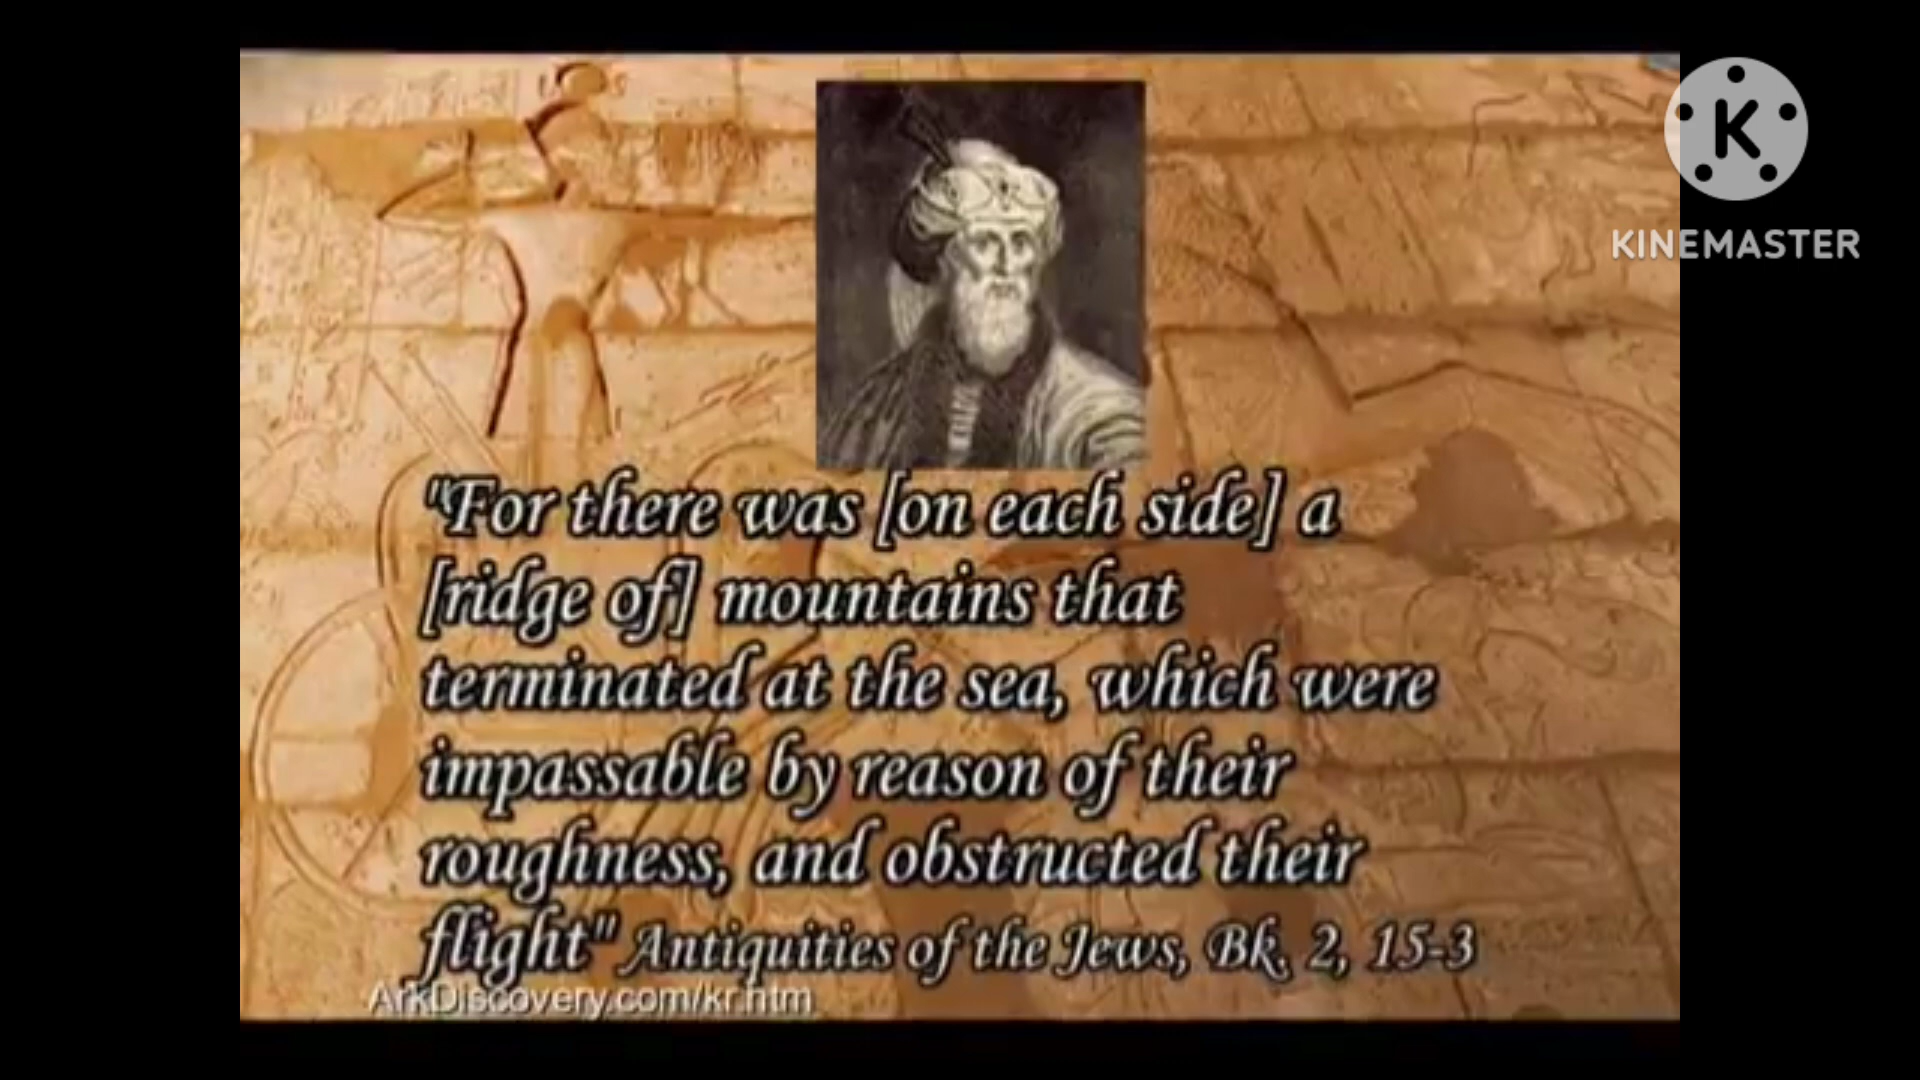 KINEMASTER
"For there was [on each side] a
[ridge of] mountains that
terminated at the sea, which were
impassable by reason of their
roughness, and obstructed their
flight" Antiquities of the Jews, Bk. 2, 15-3
ArkDiscovery.com/kr.htm